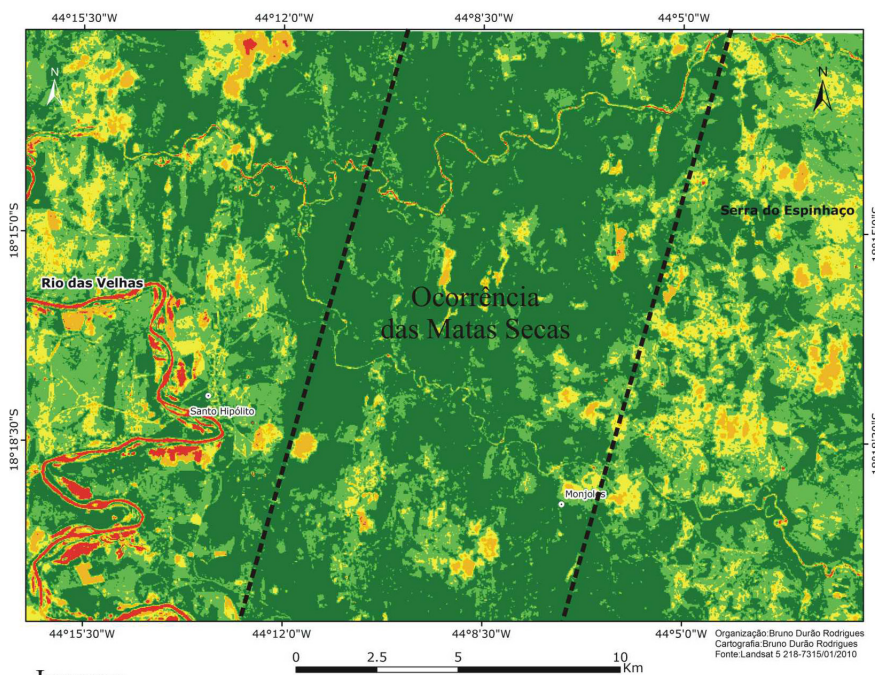 44°15'30"W 44°12'0"W 44°8'30"W 44°5'0"W
N N
Serra do Espinhaço
18°15'0"S
Rio das Velhas
Ocorrência
das Matas Secas
Santo Hipólito
18°18'30"S
Monjolos
44°15'30"W 44°12'0"W 44°8'30"W 44°5'0"W
Organização:Bruno Durão Rodrigues
Cartografia:Bruno Durão Rodrigues
Fonte:Landsat 5 218-7315/01/2010
0 2.5 5 10
Km